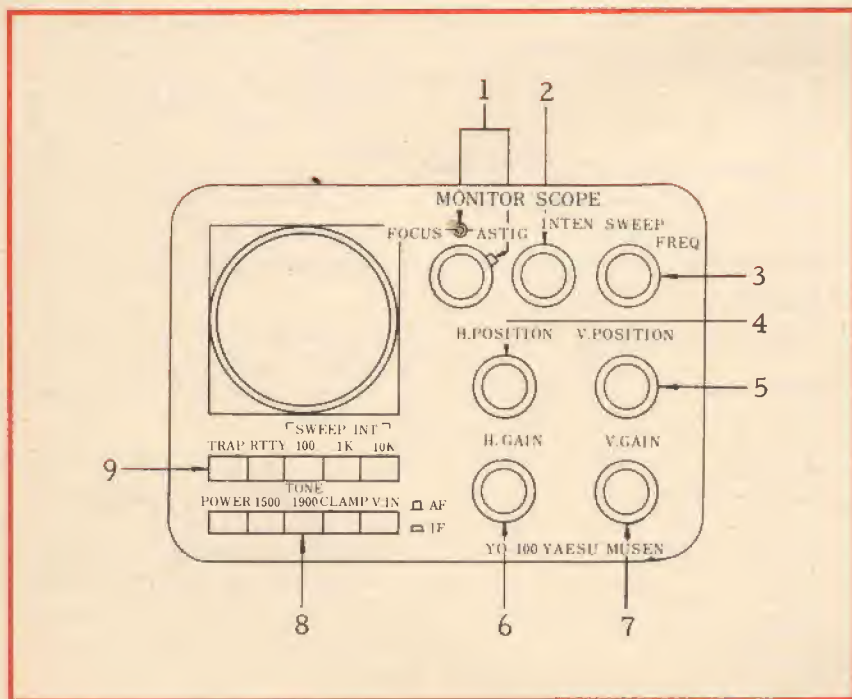 1 2
MONITOR SCOPE
FOCUS ASTIG INTEN SWEEP
FREQ
3
4
H.POSITION V.POSITION
5
⌜SWEEP INT⌝
TRAP RTTY 100 1K 10K
H.GAIN V.GAIN
9
TONE
POWER 1500 1900 CLAMP V.IN AF
IF
YO-100 YAESU MUSEN
8 6 7